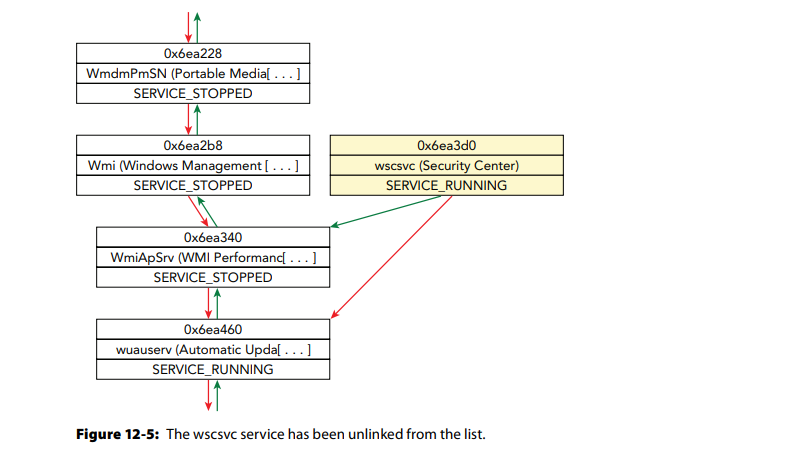 0x6ea228
WmdmPmSN (Portable Media[ . . . ]
SERVICE_STOPPED
0x6ea2b8
Wmi (Windows Management [ . . . ]
SERVICE_STOPPED
0x6ea3d0
wscsvc (Security Center)
SERVICE_RUNNING
0x6ea340
WmiApSrv (WMI Performanc[ . . . ]
SERVICE_STOPPED
0x6ea460
wuauserv (Automatic Upda[ . . . ]
SERVICE_RUNNING
Figure 12-5: The wscsvc service has been unlinked from the list.